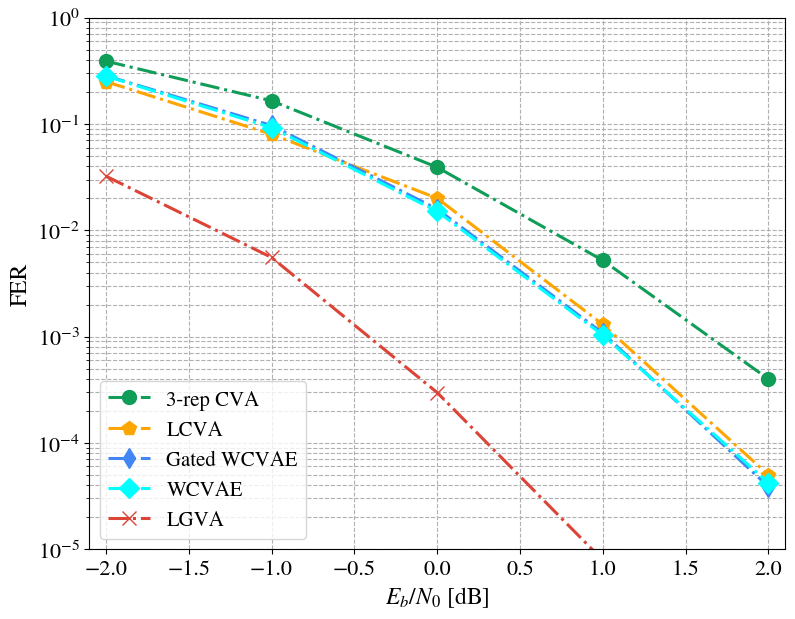 10⁰
10⁻¹
10⁻²
10⁻³
10⁻⁴
10⁻⁵
FER
3-rep CVA
LCVA
Gated WCVAE
WCVAE
LGVA
−2.0 −1.5 −1.0 −0.5 0.0 0.5 1.0 1.5 2.0
E_b/N_0 [dB]